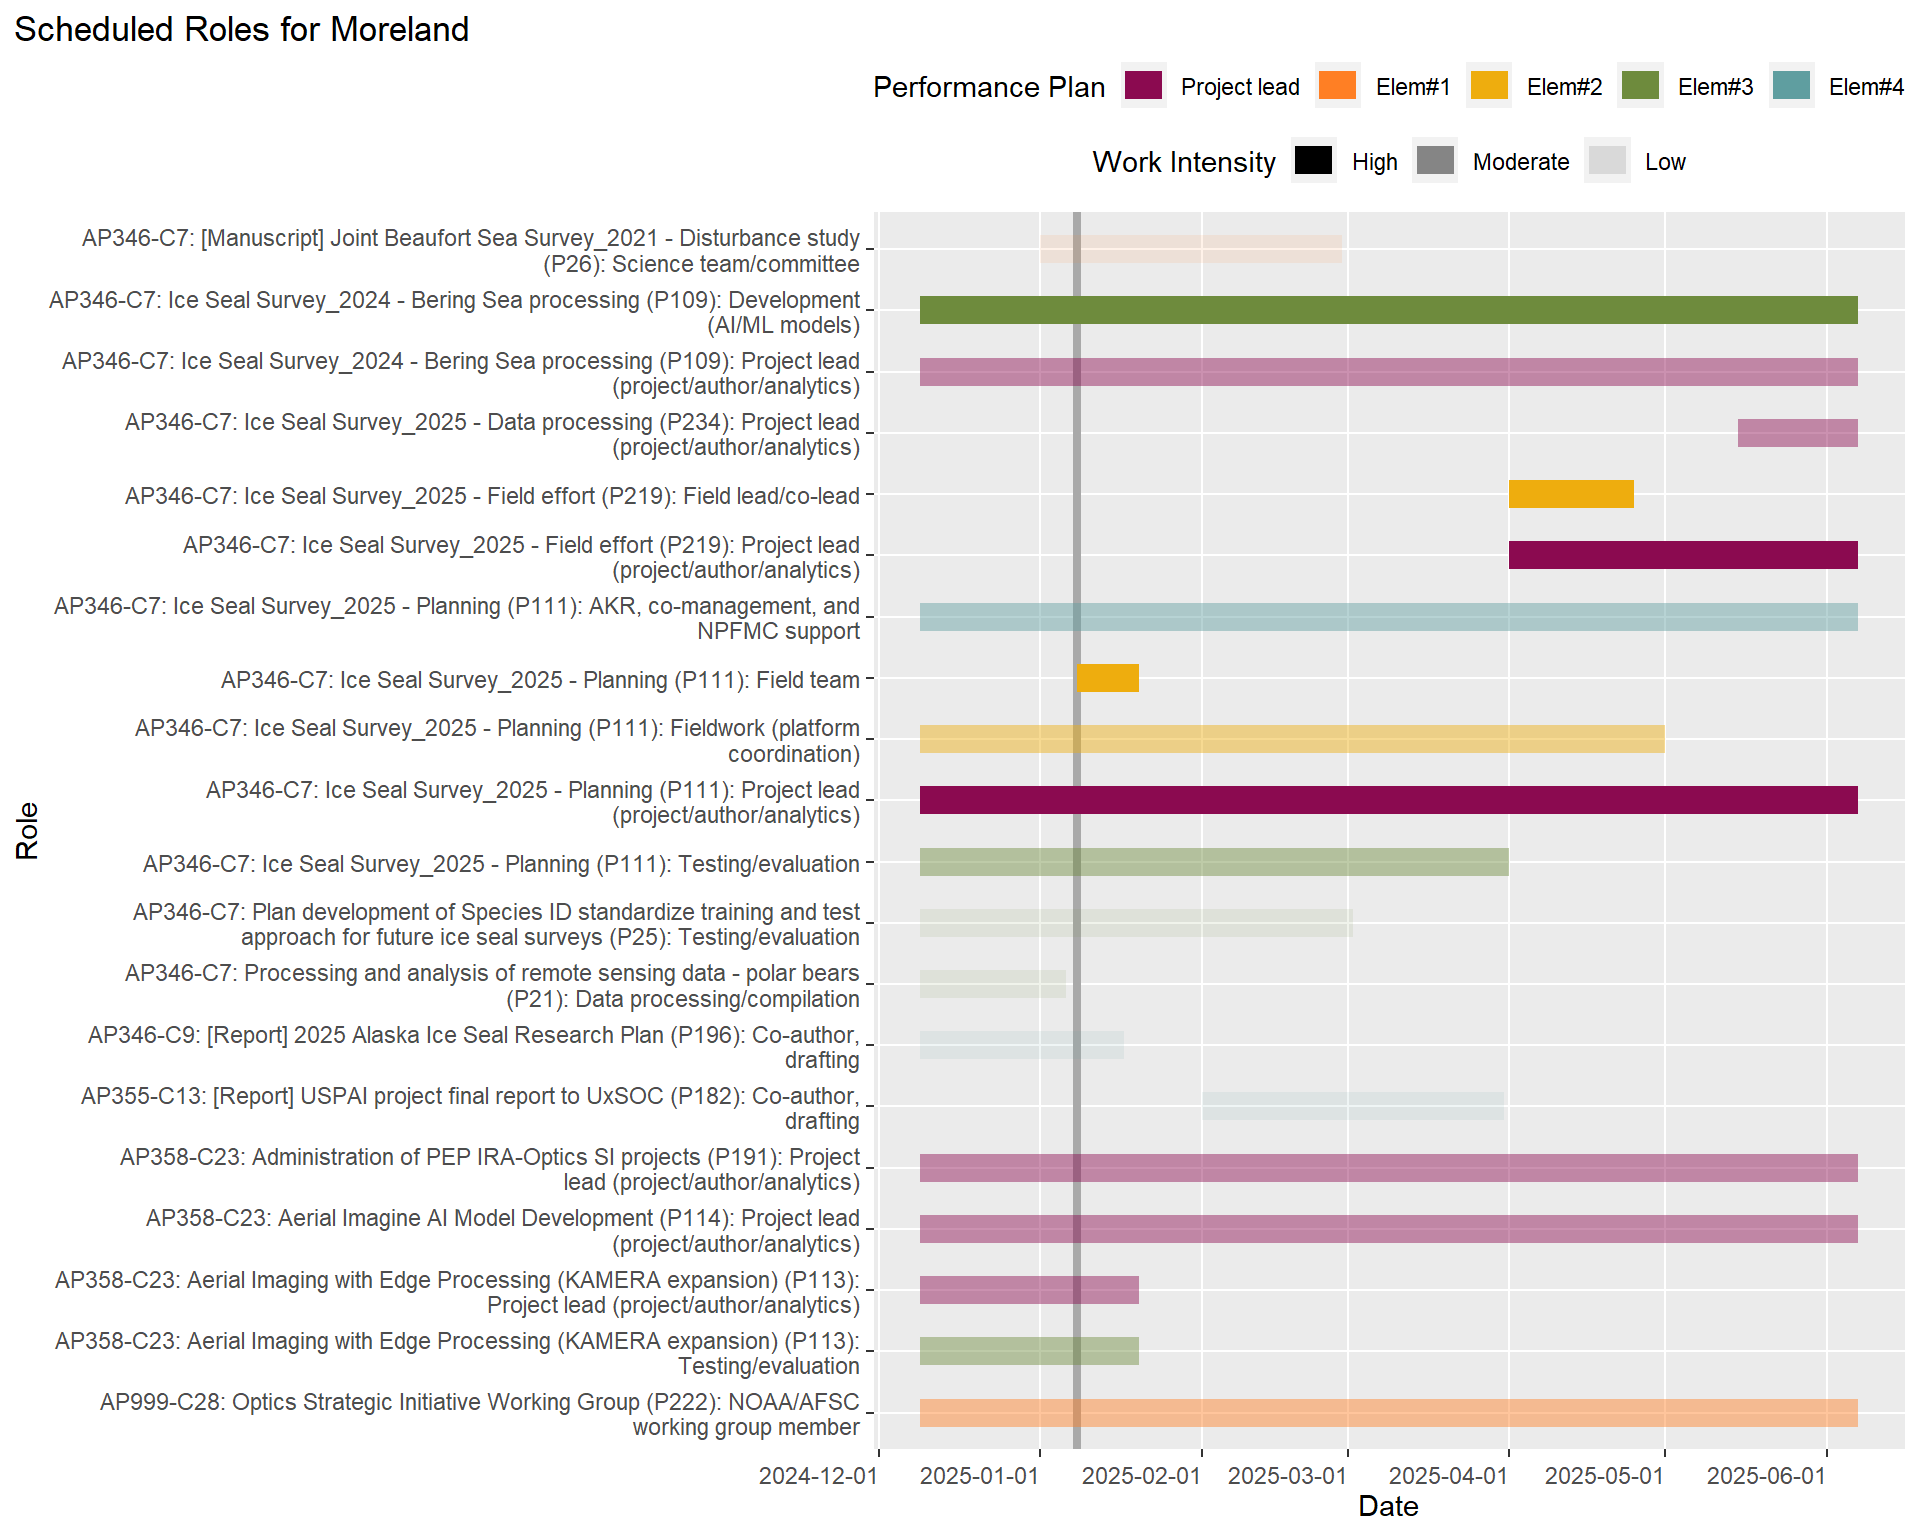 Scheduled Roles for Moreland
Performance Plan Project lead Elem#1 Elem#2 Elem#3 Elem#4
Work Intensity High Moderate Low
AP346-C7: [Manuscript] Joint Beaufort Sea Survey_2021 - Disturbance study
(P26): Science team/committee
AP346-C7: Ice Seal Survey_2024 - Bering Sea processing (P109): Development
(AI/ML models)
AP346-C7: Ice Seal Survey_2024 - Bering Sea processing (P109): Project lead
(project/author/analytics)
AP346-C7: Ice Seal Survey_2025 - Data processing (P234): Project lead
(project/author/analytics)
AP346-C7: Ice Seal Survey_2025 - Field effort (P219): Field lead/co-lead
AP346-C7: Ice Seal Survey_2025 - Field effort (P219): Project lead
(project/author/analytics)
AP346-C7: Ice Seal Survey_2025 - Planning (P111): AKR, co-management, and
NPFMC support
AP346-C7: Ice Seal Survey_2025 - Planning (P111): Field team
AP346-C7: Ice Seal Survey_2025 - Planning (P111): Fieldwork (platform
coordination)
AP346-C7: Ice Seal Survey_2025 - Planning (P111): Project lead
(project/author/analytics)
AP346-C7: Ice Seal Survey_2025 - Planning (P111): Testing/evaluation
AP346-C7: Plan development of Species ID standardize training and test
approach for future ice seal surveys (P25): Testing/evaluation
AP346-C7: Processing and analysis of remote sensing data - polar bears
(P21): Data processing/compilation
AP346-C9: [Report] 2025 Alaska Ice Seal Research Plan (P196): Co-author,
drafting
AP355-C13: [Report] USPAI project final report to UxSOC (P182): Co-author,
drafting
AP358-C23: Administration of PEP IRA-Optics SI projects (P191): Project
lead (project/author/analytics)
AP358-C23: Aerial Imagine AI Model Development (P114): Project lead
(project/author/analytics)
AP358-C23: Aerial Imaging with Edge Processing (KAMERA expansion) (P113):
Project lead (project/author/analytics)
AP358-C23: Aerial Imaging with Edge Processing (KAMERA expansion) (P113):
Testing/evaluation
AP999-C28: Optics Strategic Initiative Working Group (P222): NOAA/AFSC
working group member
Role
2024-12-01 2025-01-01 2025-02-01 2025-03-01 2025-04-01 2025-05-01 2025-06-01
Date